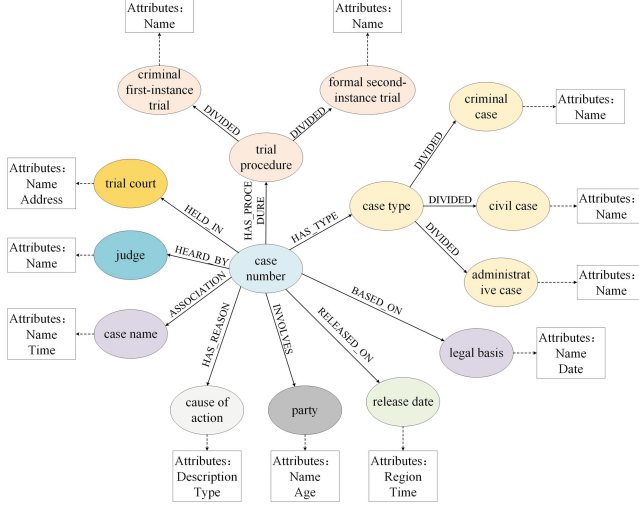 Attributes：
Name
Attributes：
Name
criminal
first-instance
trial
formal second-
instance trial
criminal
case
Attributes：
Name
DIVIDED
DIVIDED
DIVIDED
trial
procedure
Attributes：
Name
Address
trial court
HELD_IN
HAS_PROCE
DURE
HAS_TYPE
case type
DIVIDED
civil case
Attributes：
Name
DIVIDED
Attributes：
Name
judge
HEARD_BY
case
number
administrat
ive case
Attributes：
Name
ASSOCIATION
BASED_ON
Attributes：
Name
Time
case name
HAS_REASON
INVOLVES
RELEASED_ON
legal basis
Attributes：
Name
Date
cause of
action
party
release date
Attributes：
Description
Type
Attributes：
Name
Age
Attributes：
Region
Time